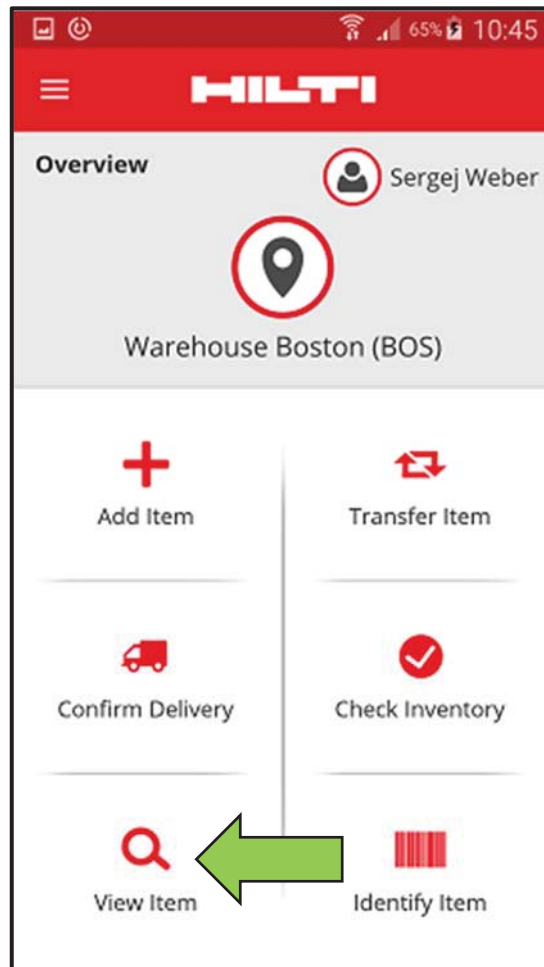 65% 10:45
HILTI
Overview
Sergej Weber
Warehouse Boston (BOS)
Add Item
Transfer Item
Confirm Delivery
Check Inventory
View Item
Identify Item